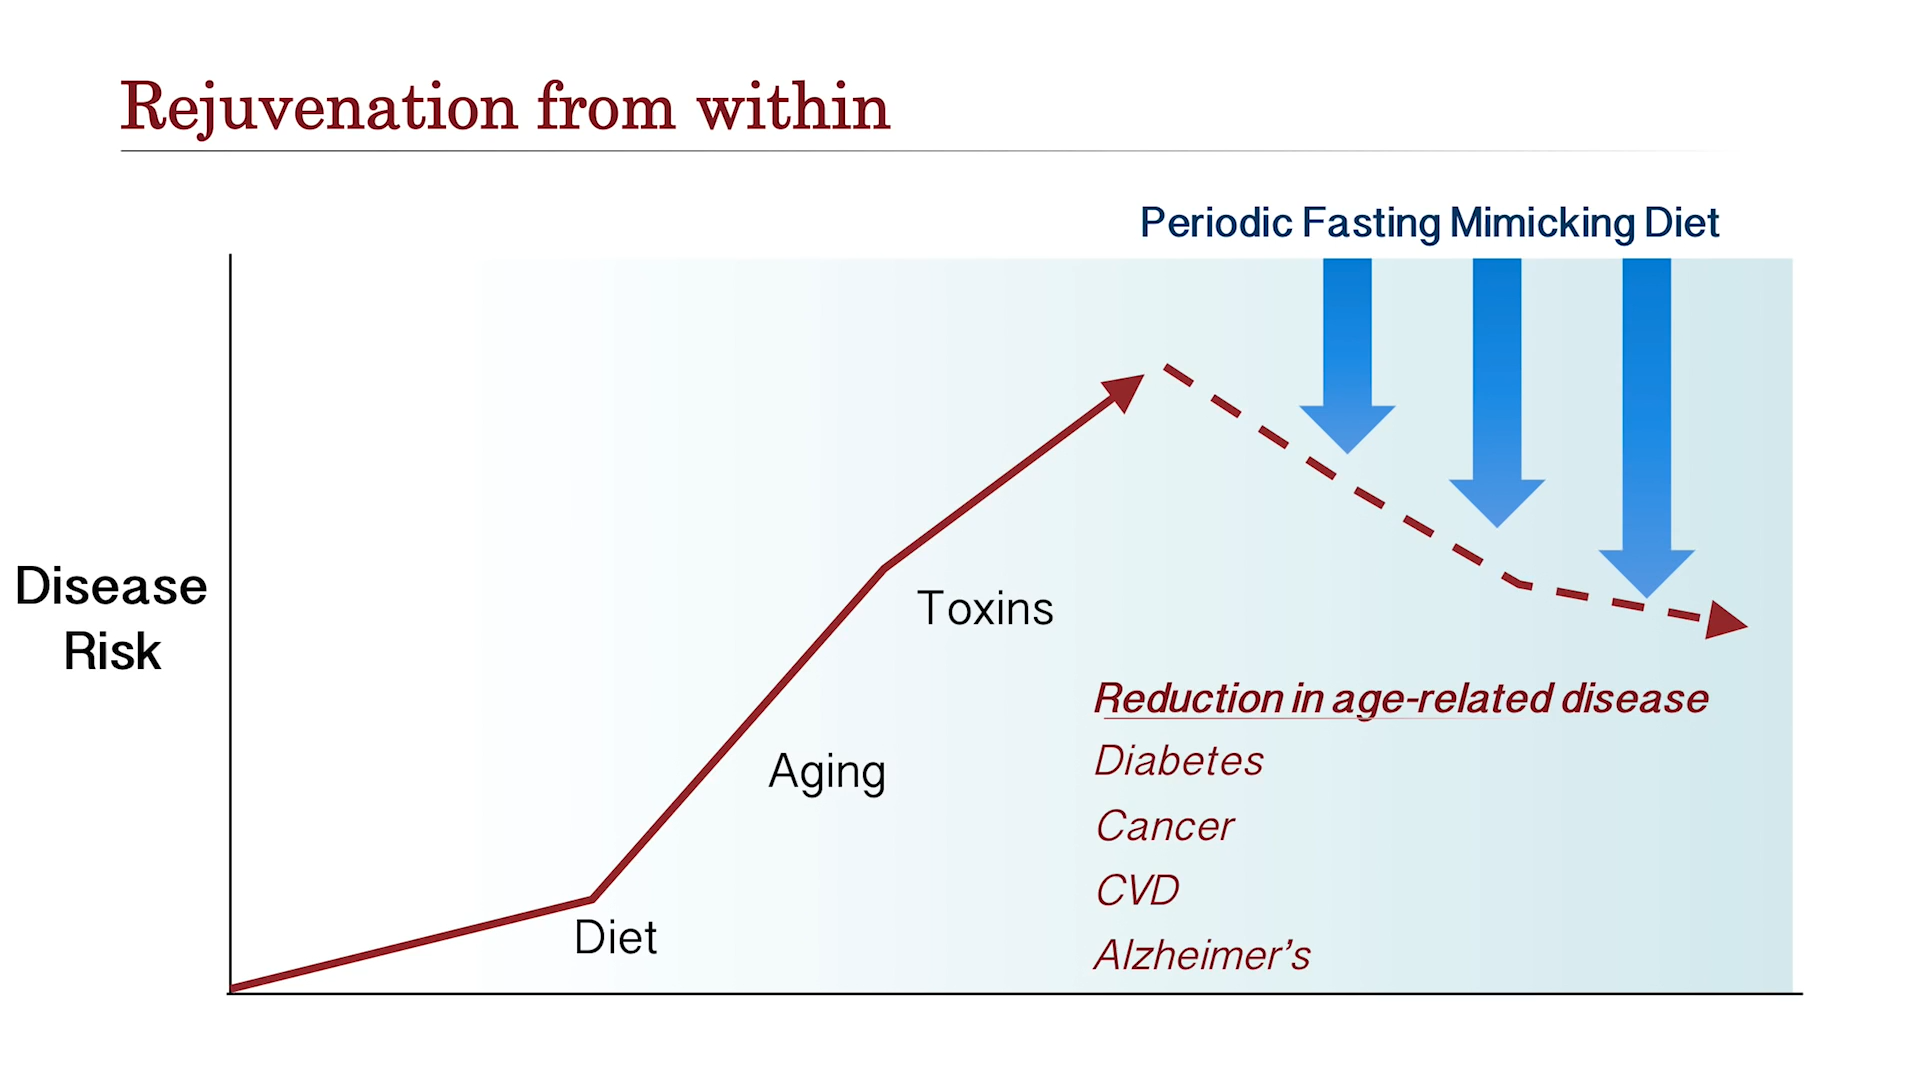 Rejuvenation from within
Periodic Fasting Mimicking Diet
Disease
Risk
Toxins
Aging
Diet
Reduction in age-related disease
Diabetes
Cancer
CVD
Alzheimer’s